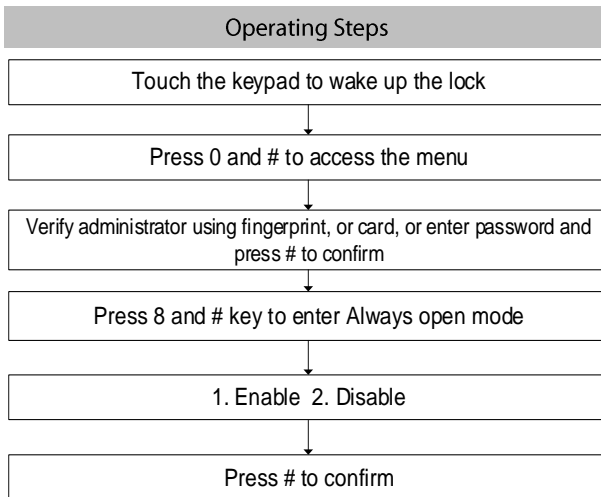 Operating Steps
Touch the keypad to wake up the lock
Press 0 and # to access the menu
Verify administrator using fingerprint, or card, or enter password and
press # to confirm
Press 8 and # key to enter Always open mode
1. Enable 2. Disable
Press # to confirm